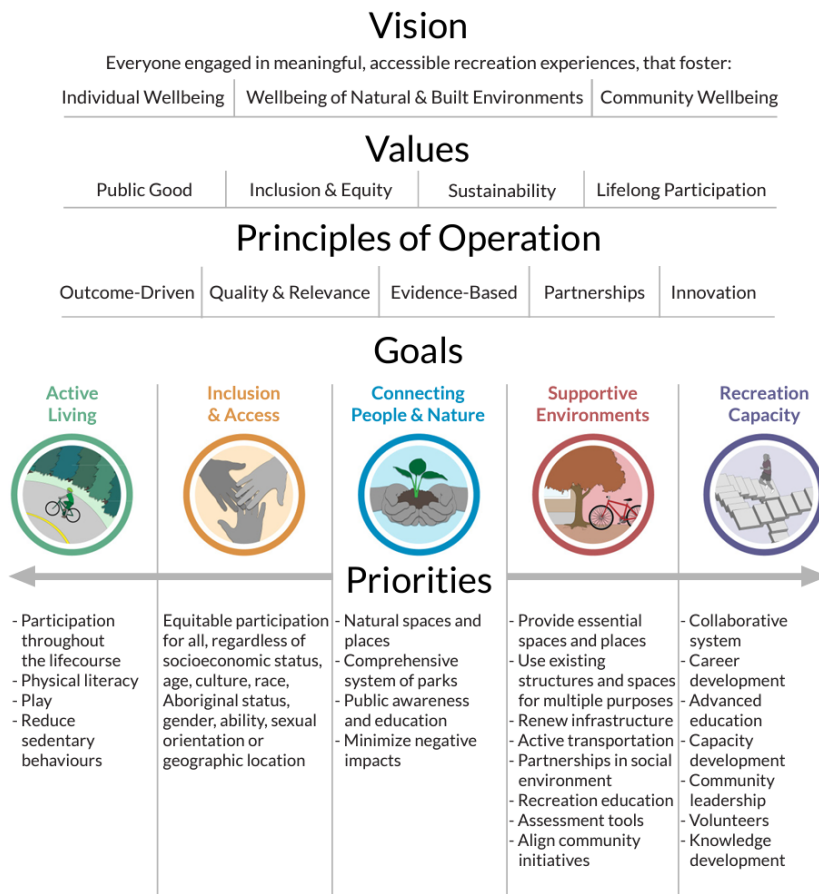 Vision
Everyone engaged in meaningful, accessible recreation experiences, that foster:
Individual Wellbeing
Wellbeing of Natural & Built Environments
Community Wellbeing
Values
Public Good
Inclusion & Equity
Sustainability
Lifelong Participation
Principles of Operation
Outcome-Driven
Quality & Relevance
Evidence-Based
Partnerships
Innovation
Goals
Active
Living
Inclusion
& Access
Connecting
People & Nature
Supportive
Environments
Recreation
Capacity
Priorities
- Participation
throughout
the lifecourse
- Physical literacy
- Play
- Reduce
sedentary
behaviours
Equitable participation
for all, regardless of
socioeconomic status,
age, culture, race,
Aboriginal status,
gender, ability, sexual
orientation or
geographic location
- Natural spaces and
places
- Comprehensive
system of parks
- Public awareness
and education
- Minimize negative
impacts
- Provide essential
spaces and places
- Use existing
structures and spaces
for multiple purposes
- Renew infrastructure
- Active transportation
- Partnerships in social
environment
- Recreation education
- Assessment tools
- Align community
initiatives
- Collaborative
system
- Career
development
- Advanced
education
- Capacity
development
- Community
leadership
- Volunteers
- Knowledge
development